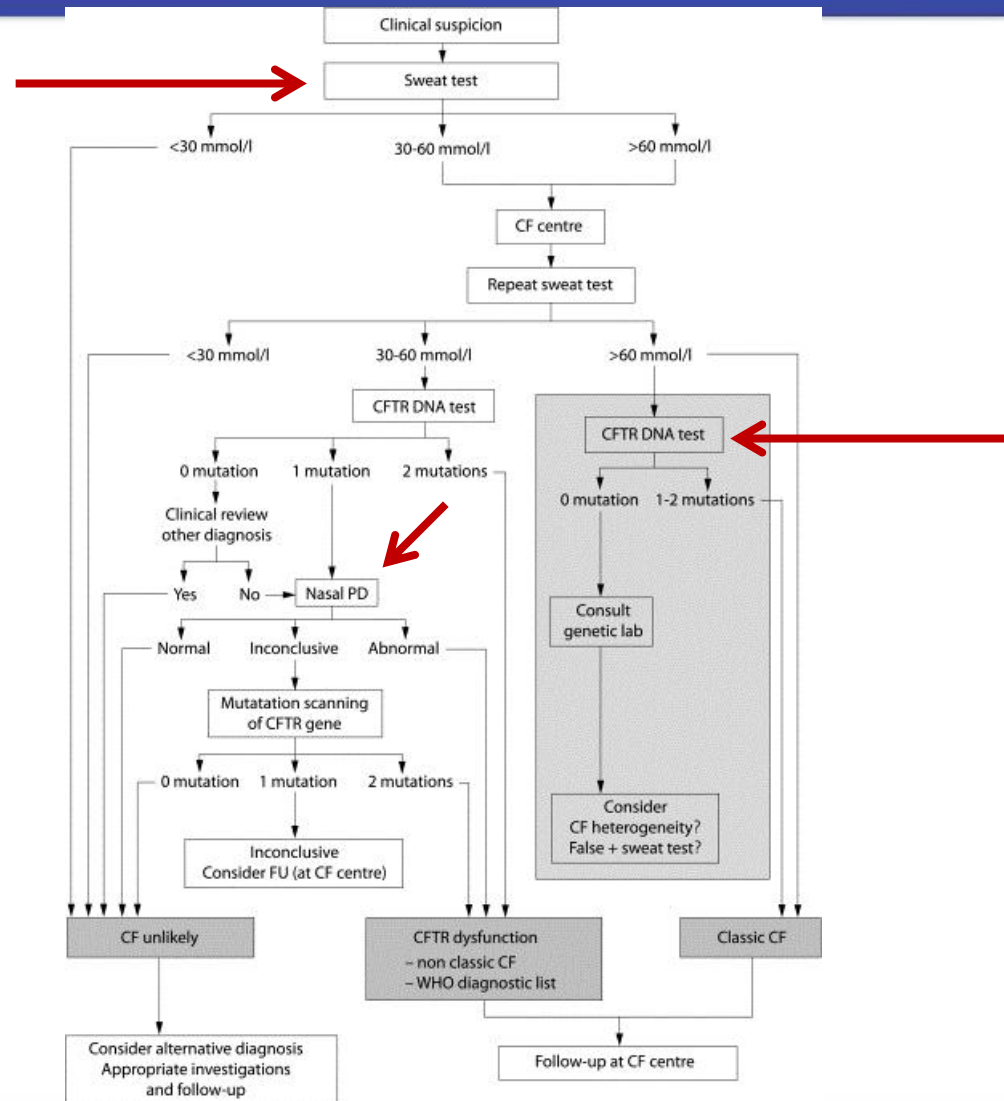 Clinical suspicion
Sweat test
<30 mmol/l
30-60 mmol/l
>60 mmol/l
CF centre
Repeat sweat test
<30 mmol/l
30-60 mmol/l
>60 mmol/l
CFTR DNA test
CFTR DNA test
0 mutation
1 mutation
2 mutations
0 mutation
1-2 mutations
Clinical review
other diagnosis
Yes
No
Nasal PD
Consult
genetic lab
Normal
Inconclusive
Abnormal
Mutatation scanning
of CFTR gene
0 mutation
1 mutation
2 mutations
Consider
CF heterogeneity?
False + sweat test?
Inconclusive
Consider FU (at CF centre)
CF unlikely
CFTR dysfunction
– non classic CF
– WHO diagnostic list
Classic CF
Consider alternative diagnosis
Appropriate investigations
and follow-up
Follow-up at CF centre